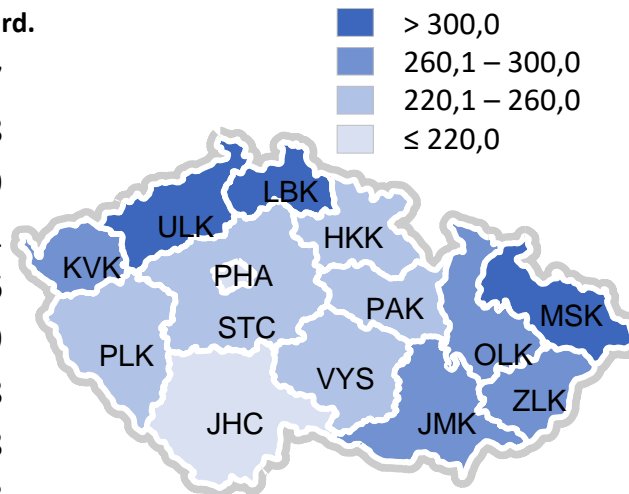 rd.
> 300,0
260,1 – 300,0
220,1 – 260,0
≤ 220,0
LBK
ULK
HKK
KVK
PHA
PAK
MSK
STC
PLK
OLK
VYS
ZLK
JHC
JMK